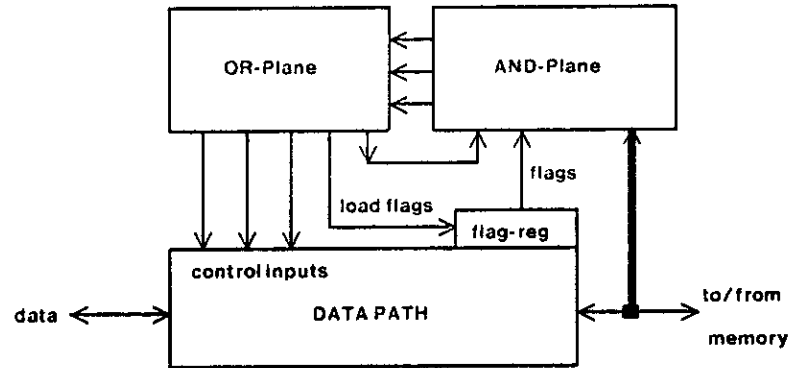 OR-Plane
AND-Plane
flags
load flags
flag-reg
control inputs
data
DATA PATH
to/from
memory